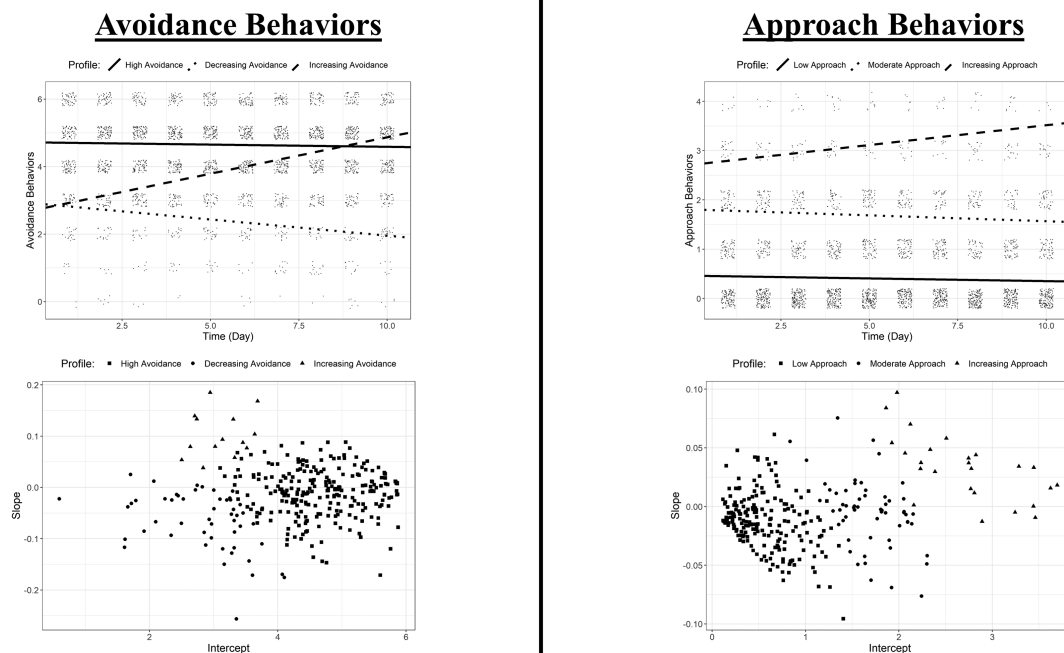 Avoidance Behaviors
Profile: High Avoidance Decreasing Avoidance Increasing Avoidance
6
4
2
0
Avoidance Behaviors
2.5 5.0 7.5 10.0
Time (Day)
Profile: High Avoidance Decreasing Avoidance Increasing Avoidance
0.2
0.1
0.0
-0.1
-0.2
Slope
2 4 6
Intercept
Approach Behaviors
Profile: Low Approach Moderate Approach Increasing Approach
4
3
2
1
0
Approach Behaviors
2.5 5.0 7.5 10.0
Time (Day)
Profile: Low Approach Moderate Approach Increasing Approach
0.10
0.05
0.00
-0.05
-0.10
Slope
0 1 2 3
Intercept